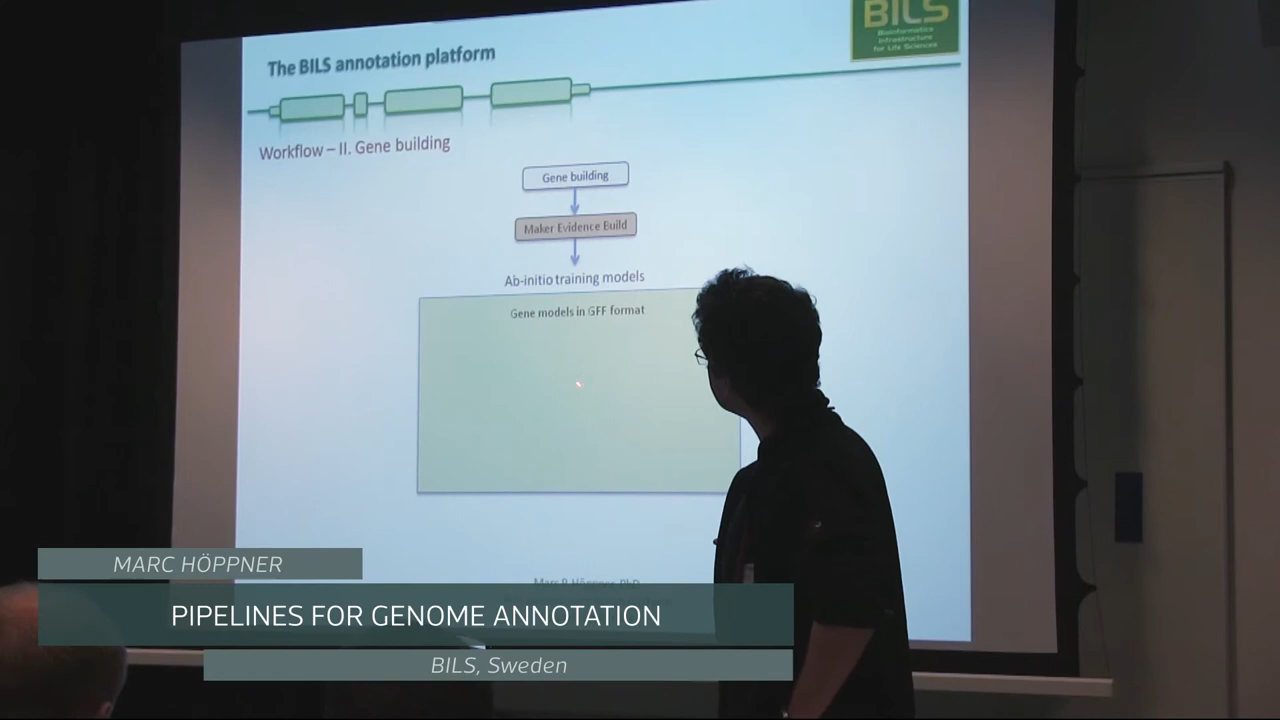 BILS
Bioinformatics
Infrastructure
for Life Sciences
The BILS annotation platform
Workflow – II. Gene building
Gene building
Maker Evidence Build
Ab-initio training models
Gene models in GFF format
MARC HÖPPNER
PIPELINES FOR GENOME ANNOTATION
BILS, Sweden